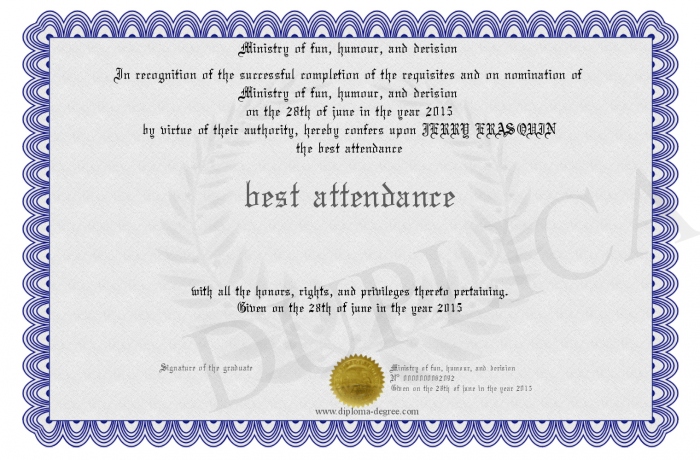 Ministry of fun, humour, and derision
In recognition of the successful completion of the requisites and on nomination of
Ministry of fun, humour, and derision
on the 28th of june in the year 2015
by virtue of their authority, hereby confers upon JERRY ERASQUIN
the best attendance
best attendance
with all the honors, rights, and privileges thereto pertaining.
Given on the 28th of june in the year 2015
DUPLICA
Signature of the graduate
Ministry of fun, humour, and derision
Given on the 28th of june in the year 2015
www.diploma-degree.com